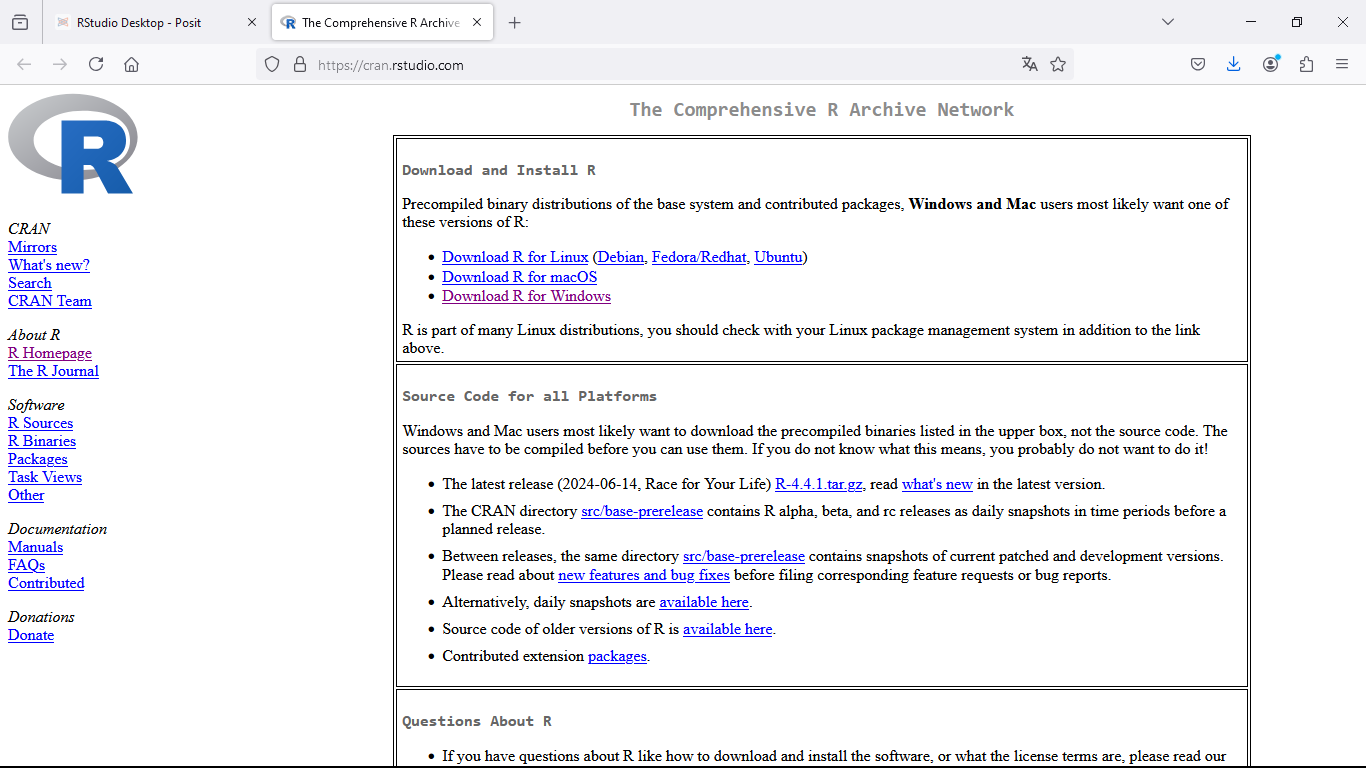 RStudio Desktop - Posit
The Comprehensive R Archive
https://cran.rstudio.com
R
CRAN
Mirrors
What's new?
Search
CRAN Team
About R
R Homepage
The R Journal
Software
R Sources
R Binaries
Packages
Task Views
Other
Documentation
Manuals
FAQs
Contributed
Donations
Donate
The Comprehensive R Archive Network
Download and Install R
Precompiled binary distributions of the base system and contributed packages, Windows and Mac users most likely want one of
these versions of R:
• Download R for Linux (Debian, Fedora/Redhat, Ubuntu)
• Download R for macOS
• Download R for Windows
R is part of many Linux distributions, you should check with your Linux package management system in addition to the link
above.
Source Code for all Platforms
Windows and Mac users most likely want to download the precompiled binaries listed in the upper box, not the source code. The
sources have to be compiled before you can use them. If you do not know what this means, you probably do not want to do it!
• The latest release (2024-06-14, Race for Your Life) R-4.4.1.tar.gz, read what's new in the latest version.
• The CRAN directory src/base-prerelease contains R alpha, beta, and rc releases as daily snapshots in time periods before a
planned release.
• Between releases, the same directory src/base-prerelease contains snapshots of current patched and development versions.
Please read about new features and bug fixes before filing corresponding feature requests or bug reports.
• Alternatively, daily snapshots are available here.
• Source code of older versions of R is available here.
• Contributed extension packages.
Questions About R
• If you have questions about R like how to download and install the software, or what the license terms are, please read our